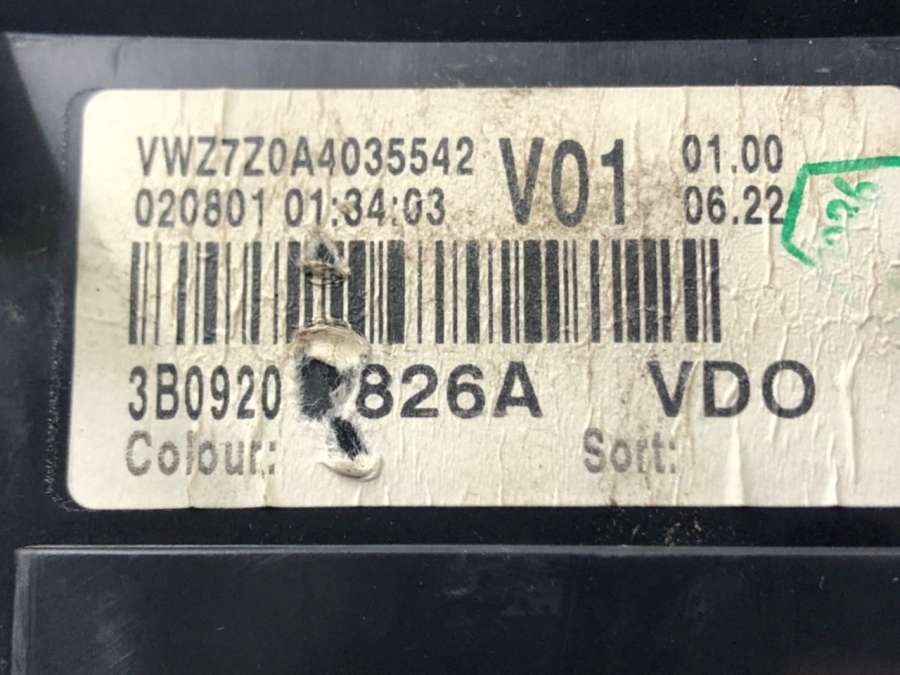 VWZ7Z0A4035542 V01 01.00
020801 01:34:03 06.22
3B0920 826A VDO
Colour: Sort: